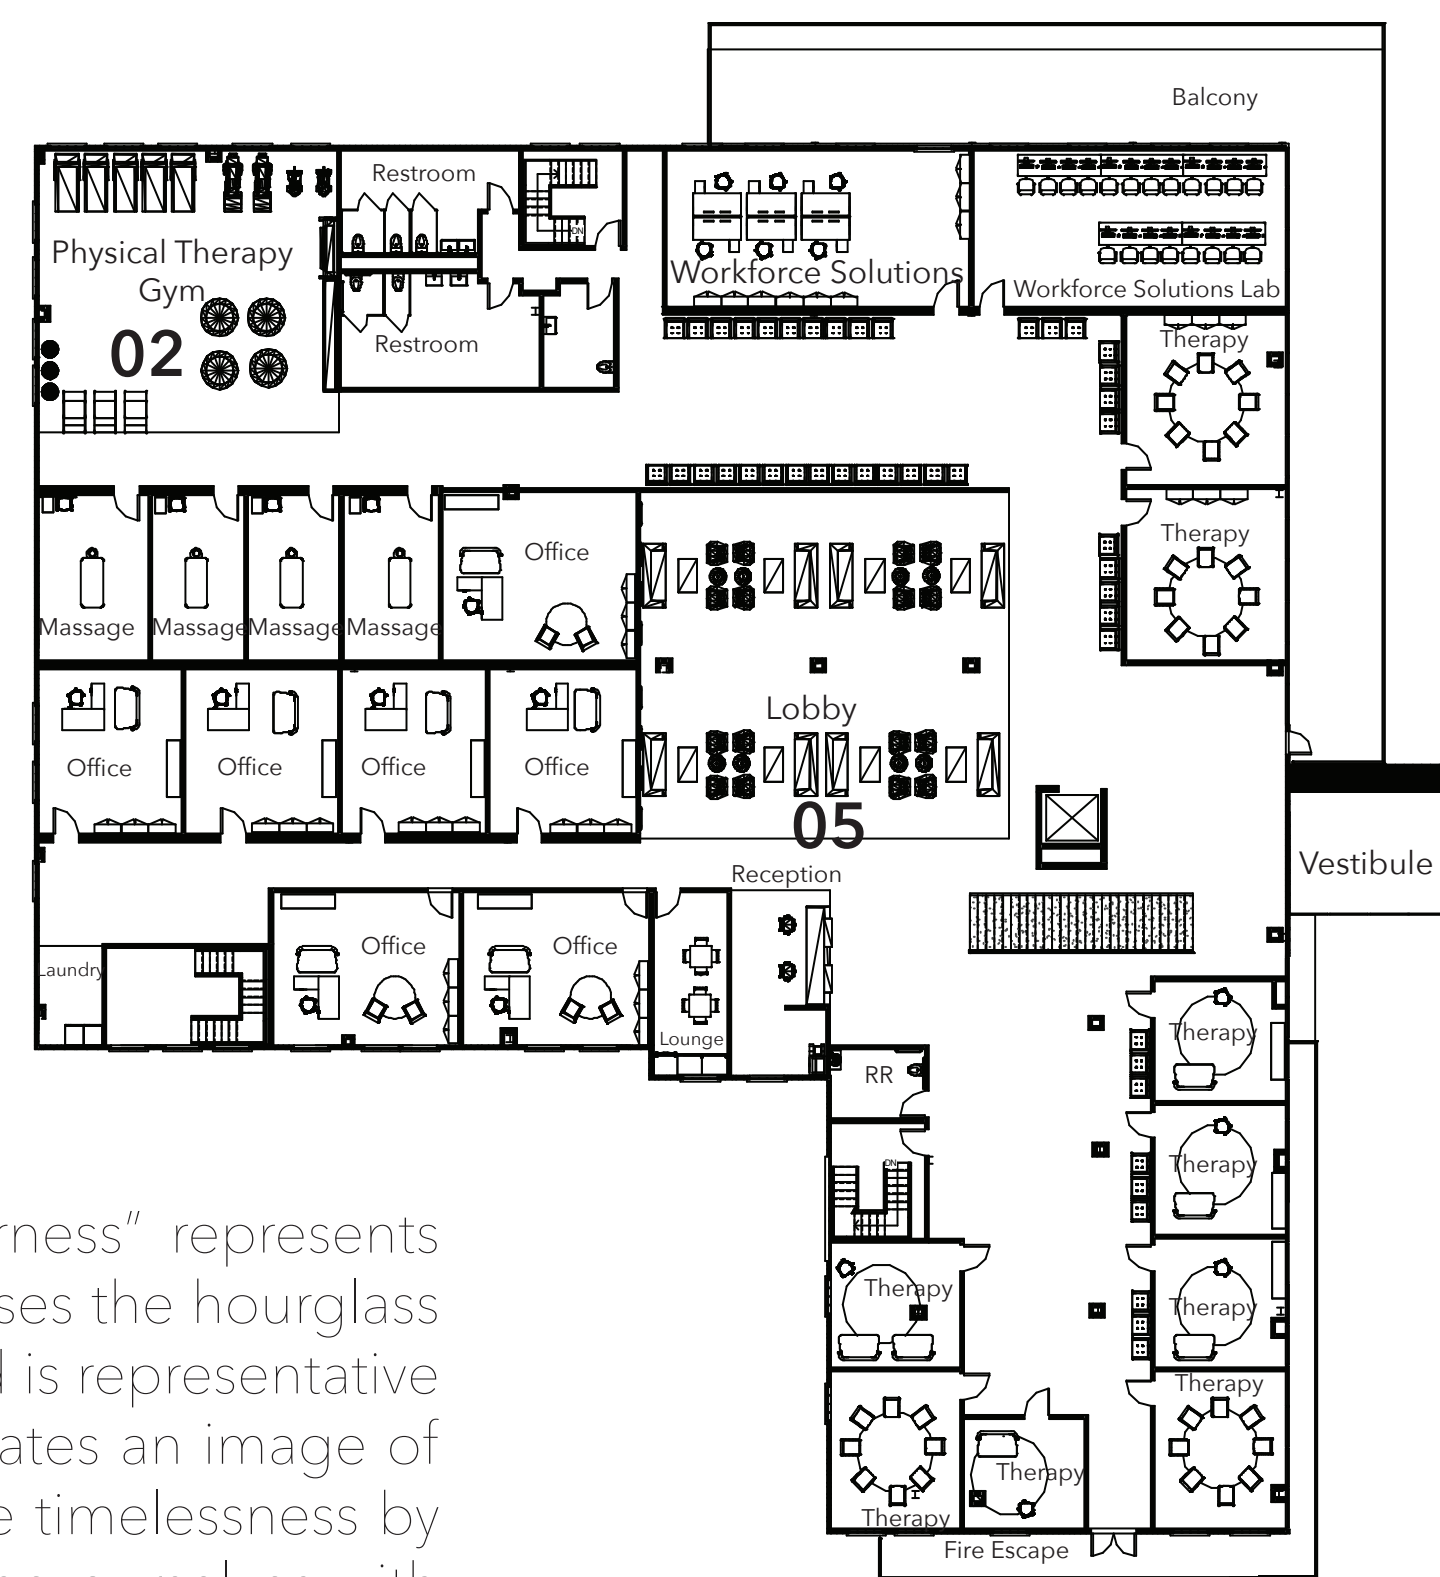 Balcony
Restroom
DN
Physical Therapy
Gym
Workforce Solutions
Workforce Solutions Lab
02
Restroom
Therapy
Therapy
Office
Massage
Massage
Massage
Massage
Lobby
Office
Office
Office
Office
05
Vestibule
Reception
Office
Office
Laundry
Lounge
Therapy
RR
DN
Therapy
Therapy
Therapy
Therapy
Therapy
Therapy
Fire Escape
Therapy
rness” represents
ses the hourglass
is representative
ates an image of
e timelessness by